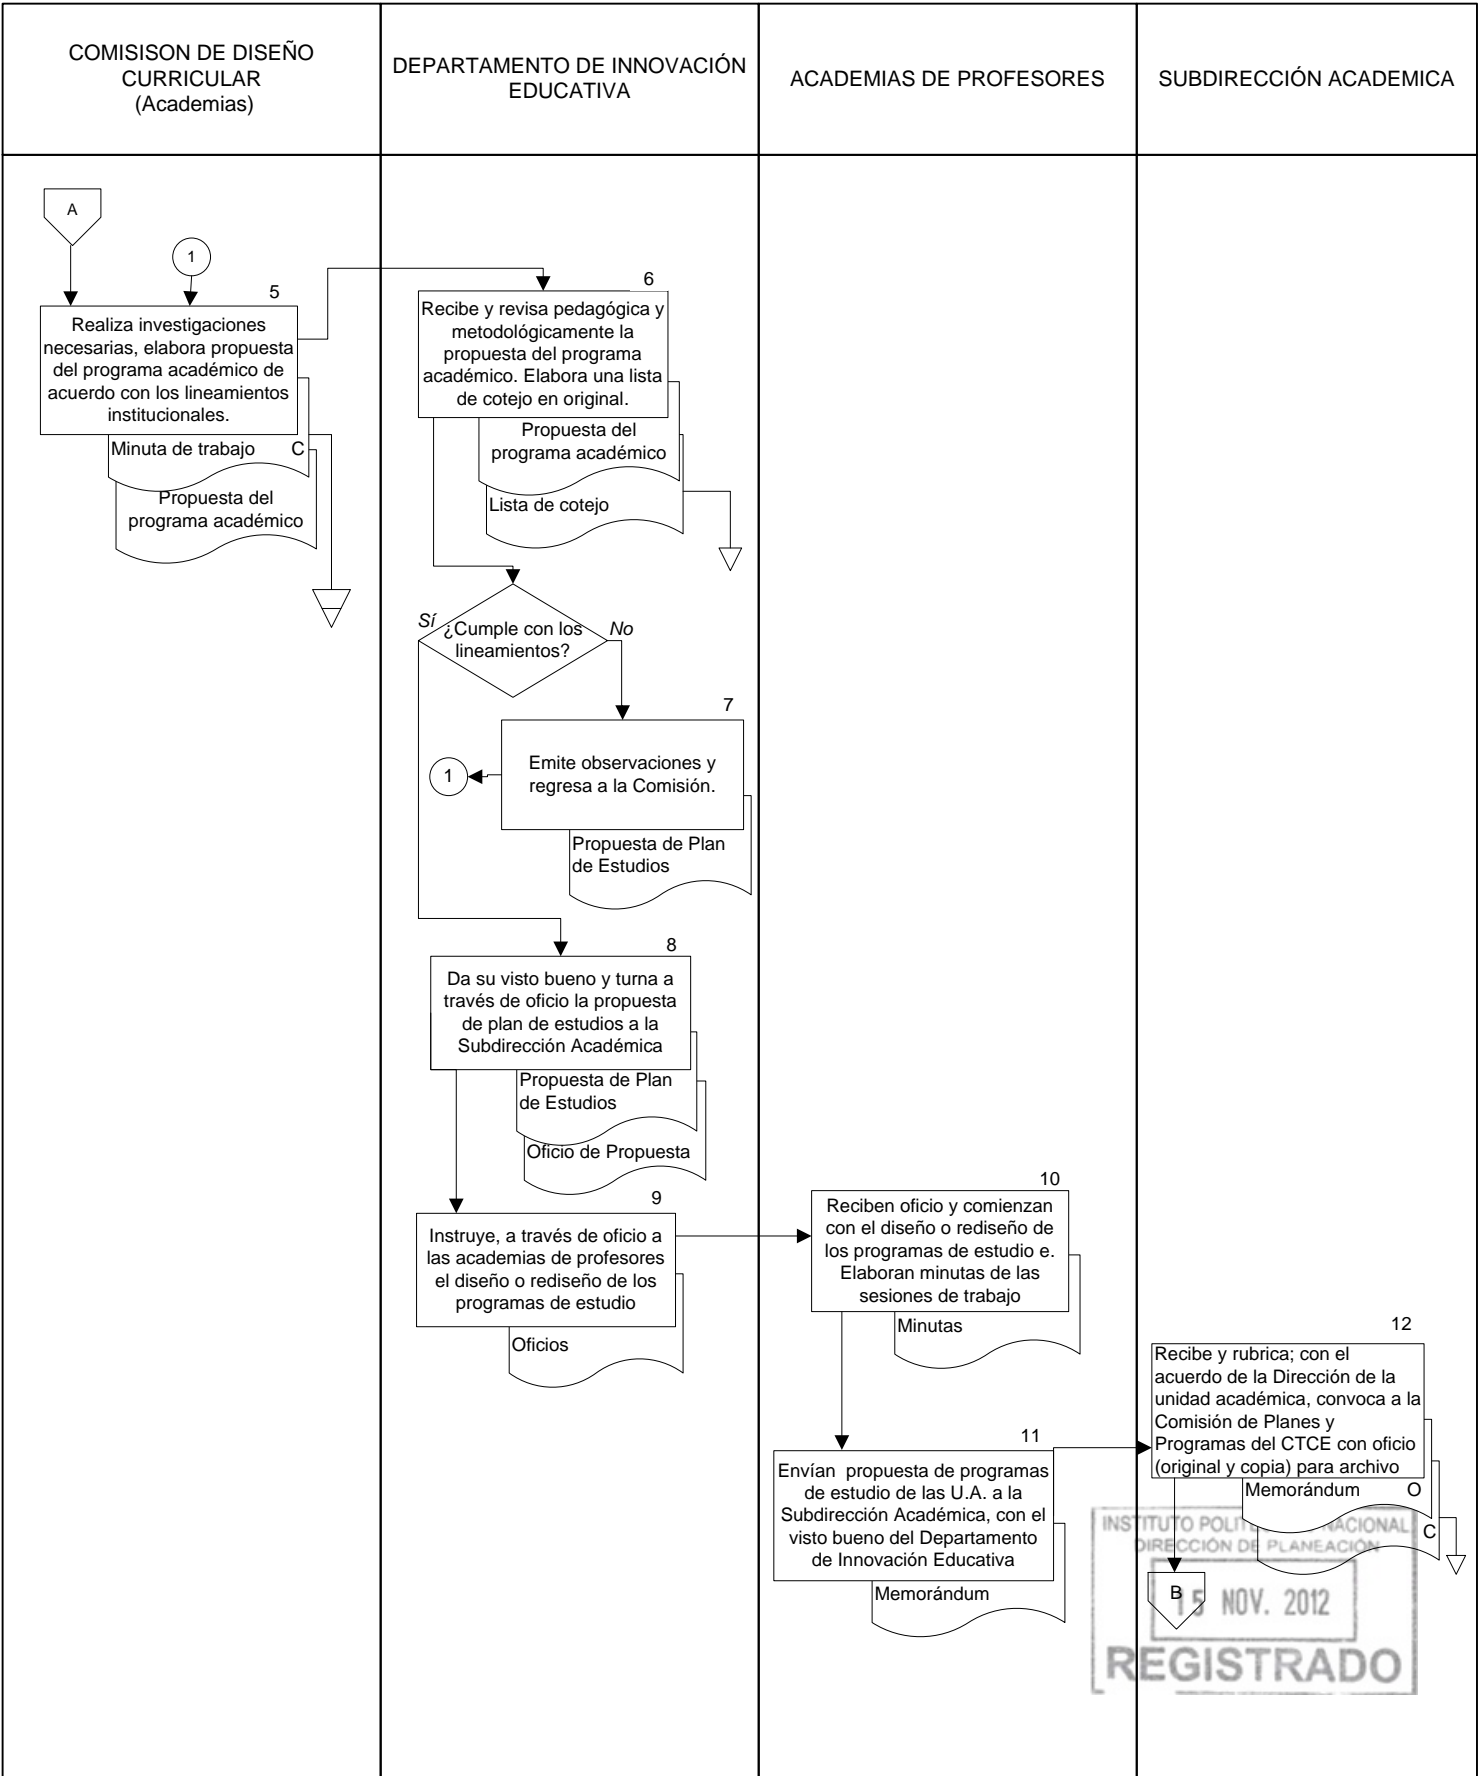 COMISISON DE DISEÑO
CURRICULAR
(Academias)
DEPARTAMENTO DE INNOVACIÓN
EDUCATIVA
ACADEMIAS DE PROFESORES
SUBDIRECCIÓN ACADEMICA
A
1
5
Realiza investigaciones
necesarias, elabora propuesta
del programa académico de
acuerdo con los lineamientos
institucionales.
Minuta de trabajo C
Propuesta del
programa académico
6
Recibe y revisa pedagógica y
metodológicamente la
propuesta del programa
académico. Elabora una lista
de cotejo en original.
Propuesta del
programa académico
Lista de cotejo
Sí
¿Cumple con los
lineamientos?
No
7
Emite observaciones y
regresa a la Comisión.
1
Propuesta de Plan
de Estudios
8
Da su visto bueno y turna a
través de oficio la propuesta
de plan de estudios a la
Subdirección Académica
Propuesta de Plan
de Estudios
Oficio de Propuesta
9
Instruye, a través de oficio a
las academias de profesores
el diseño o rediseño de los
programas de estudio
Oficios
10
Reciben oficio y comienzan
con el diseño o rediseño de
los programas de estudio e.
Elaboran minutas de las
sesiones de trabajo
Minutas
11
Envían propuesta de programas
de estudio de las U.A. a la
Subdirección Académica, con el
visto bueno del Departamento
de Innovación Educativa
Memorándum
12
Recibe y rubrica; con el
acuerdo de la Dirección de la
unidad académica, convoca a la
Comisión de Planes y
Programas del CTCE con oficio
(original y copia) para archivo
Memorándum O
C
B
INSTITUTO NACIONAL
DIRECCIÓN DE PLANEACIÓN
15 NOV. 2012
REGISTRADO